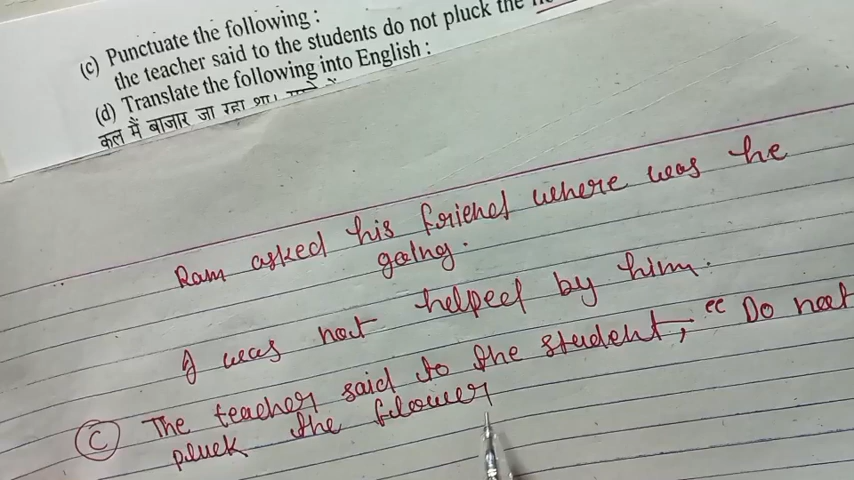 (c) Punctuate the following :
the teacher said to the students do not pluck the
(d) Translate the following into English :
कल मैं बाजार जा रहा था।
Ram asked his friend where was he
going.
I was not helped by him.
(C) The teacher said to the student, “ Do not
pluck the flower